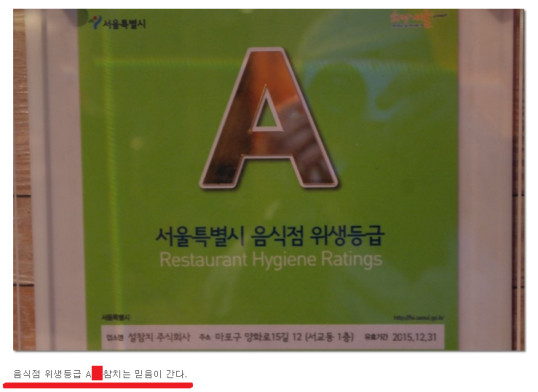 서울특별시
A
서울특별시 음식점 위생등급
Restaurant Hygiene Ratings
서울특별시
업소명 설참치 주식회사 주소 마포구 양화로15길 12 (서교동 1층) 유효기간 2015.12.31
음식점 위생등급 A 참치는 믿음이 간다.